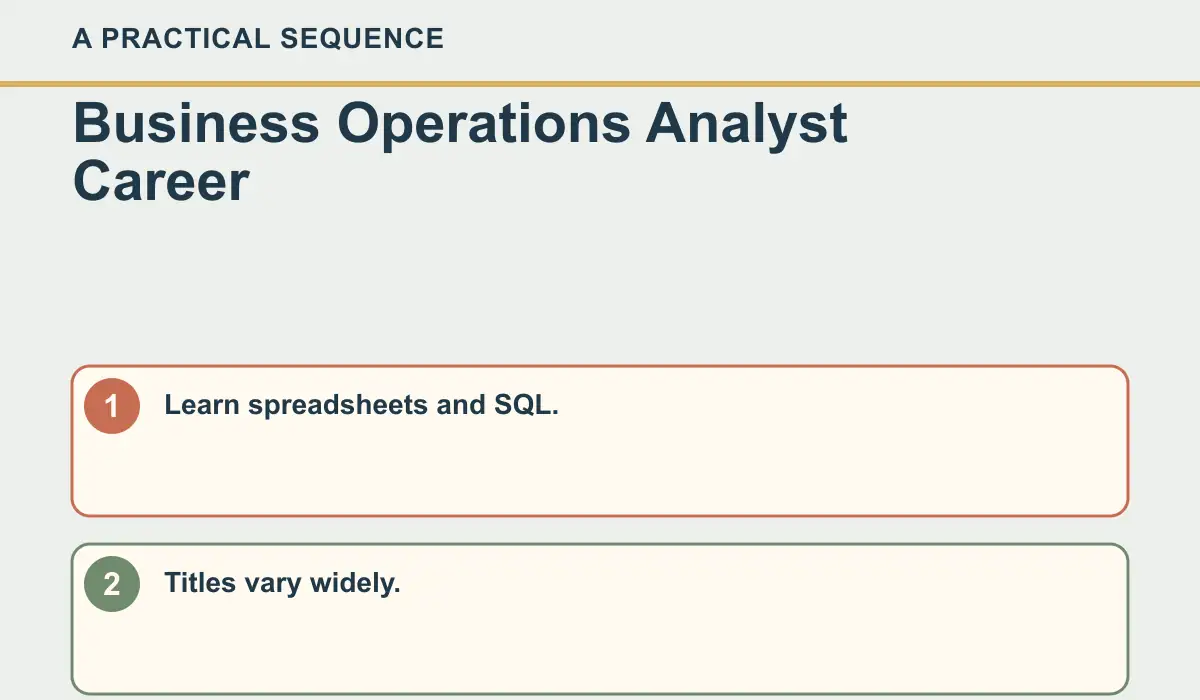 A PRACTICAL SEQUENCE
Business Operations Analyst
Career
1
Learn spreadsheets and SQL.
2
Titles vary widely.